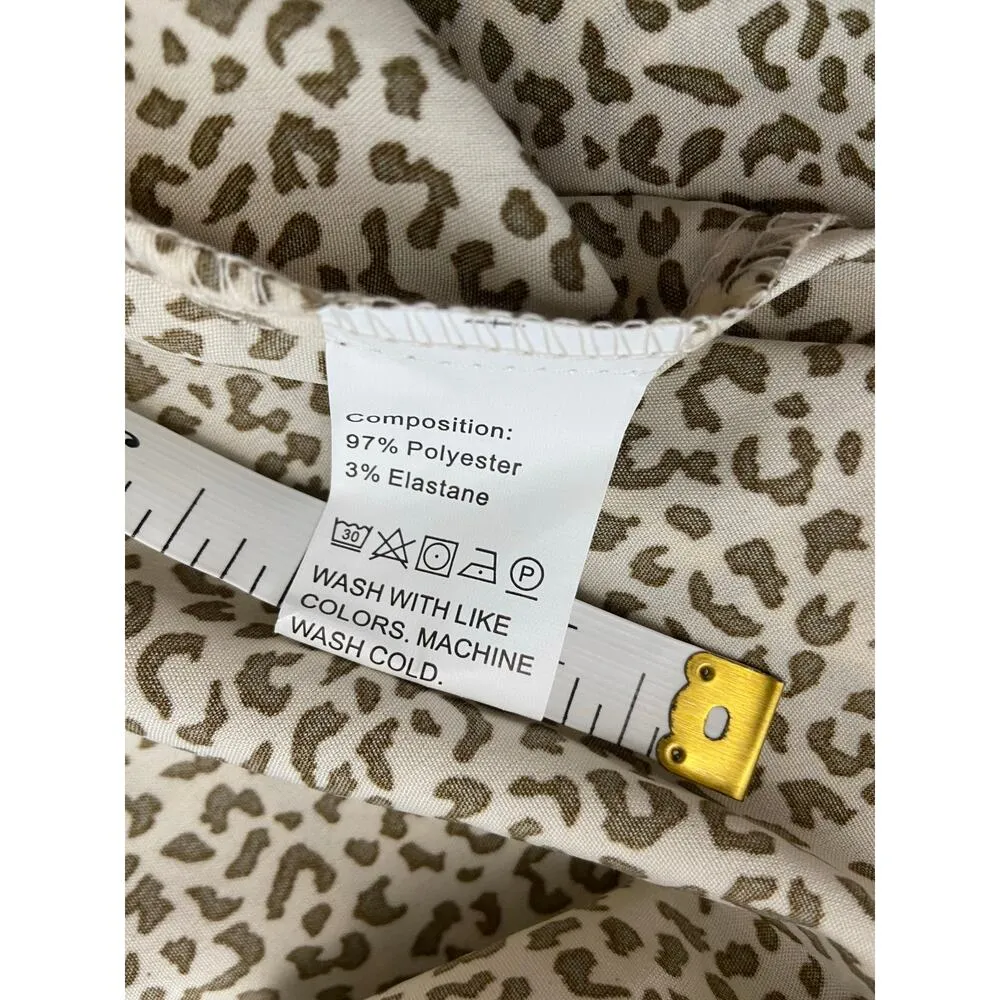 Composition:
97% Polyester
3% Elastane
30 P
WASH WITH LIKE
COLORS. MACHINE
WASH COLD.